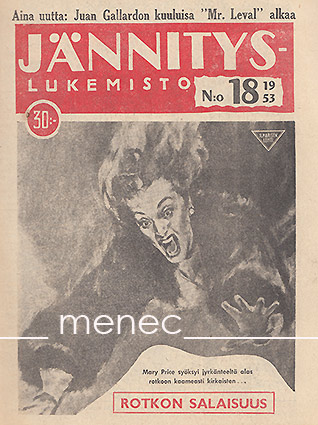 Aina uutta: Juan Gallardon kuuluisa "Mr. Leval" alkaa
JÄNNITYS-
LUKEMISTO
N:o 18 19
53
30:-
menec
Mary Price syöksyi jyrkänteeltä alas
rotkoon kaameasti kirkaisten...
ROTKON SALAISUUS